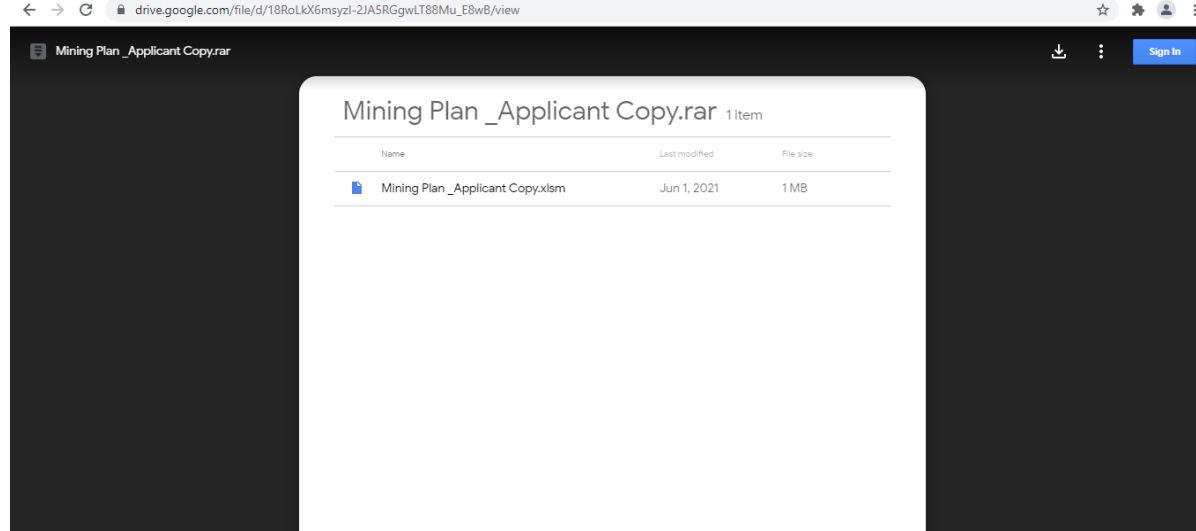 drive.google.com/file/d/18RoLkX6msyzI-2JA5RGgwLT88Mu_E8wB/view
Mining Plan _Applicant Copy.rar
Sign In
Mining Plan _Applicant Copy.rar 1 Item
Name Last modified File size
Mining Plan _Applicant Copy.xlsm Jun 1, 2021 1 MB